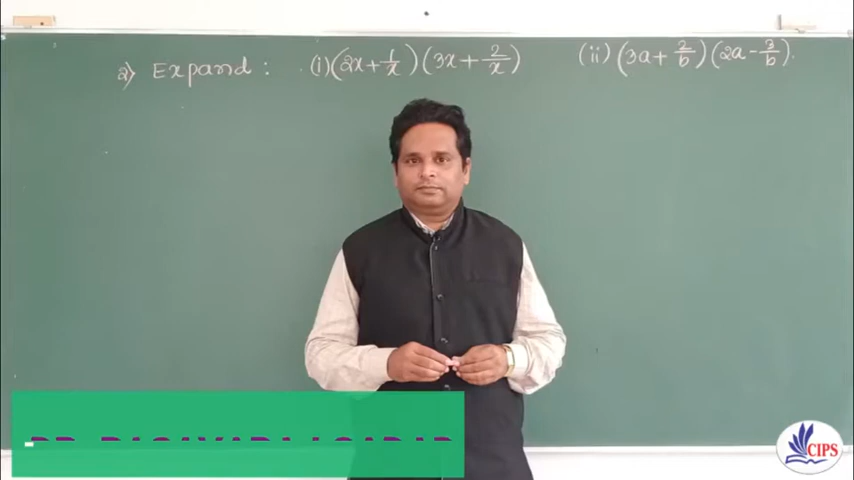 2) Expand : (i) (2x + 1/x) (3x + 2/x) (ii) (3a + 2/b) (2a - 3/b).
CIPS